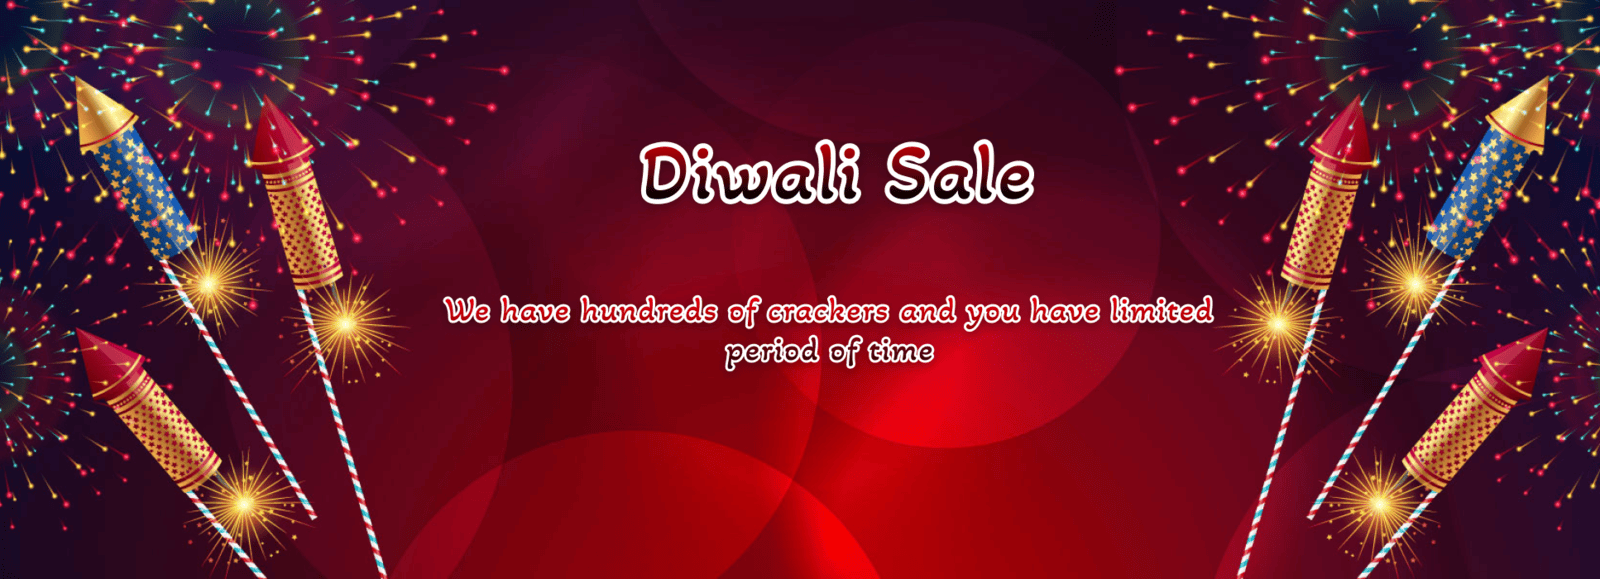 Diwali Sale
We have hundreds of crackers and you have limited
period of time